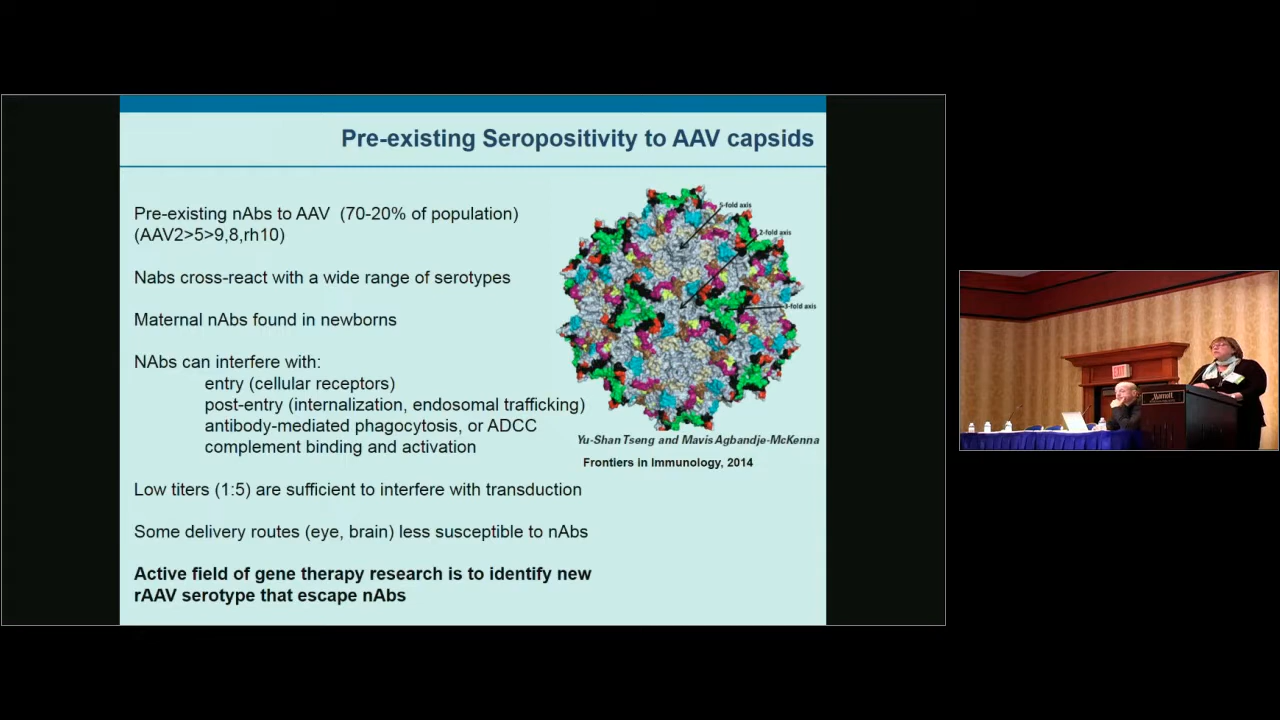 Pre-existing Seropositivity to AAV capsids
Pre-existing nAbs to AAV (70-20% of population)
(AAV2>5>9,8,rh10)
Nabs cross-react with a wide range of serotypes
Maternal nAbs found in newborns
NAbs can interfere with:
entry (cellular receptors)
post-entry (internalization, endosomal trafficking)
antibody-mediated phagocytosis, or ADCC
complement binding and activation
Low titers (1:5) are sufficient to interfere with transduction
Some delivery routes (eye, brain) less susceptible to nAbs
Active field of gene therapy research is to identify new
rAAV serotype that escape nAbs
5-fold axis
2-fold axis
3-fold axis
Yu-Shan Tseng and Mavis Agbandje-McKenna
Frontiers in Immunology, 2014
EXIT
Marriott